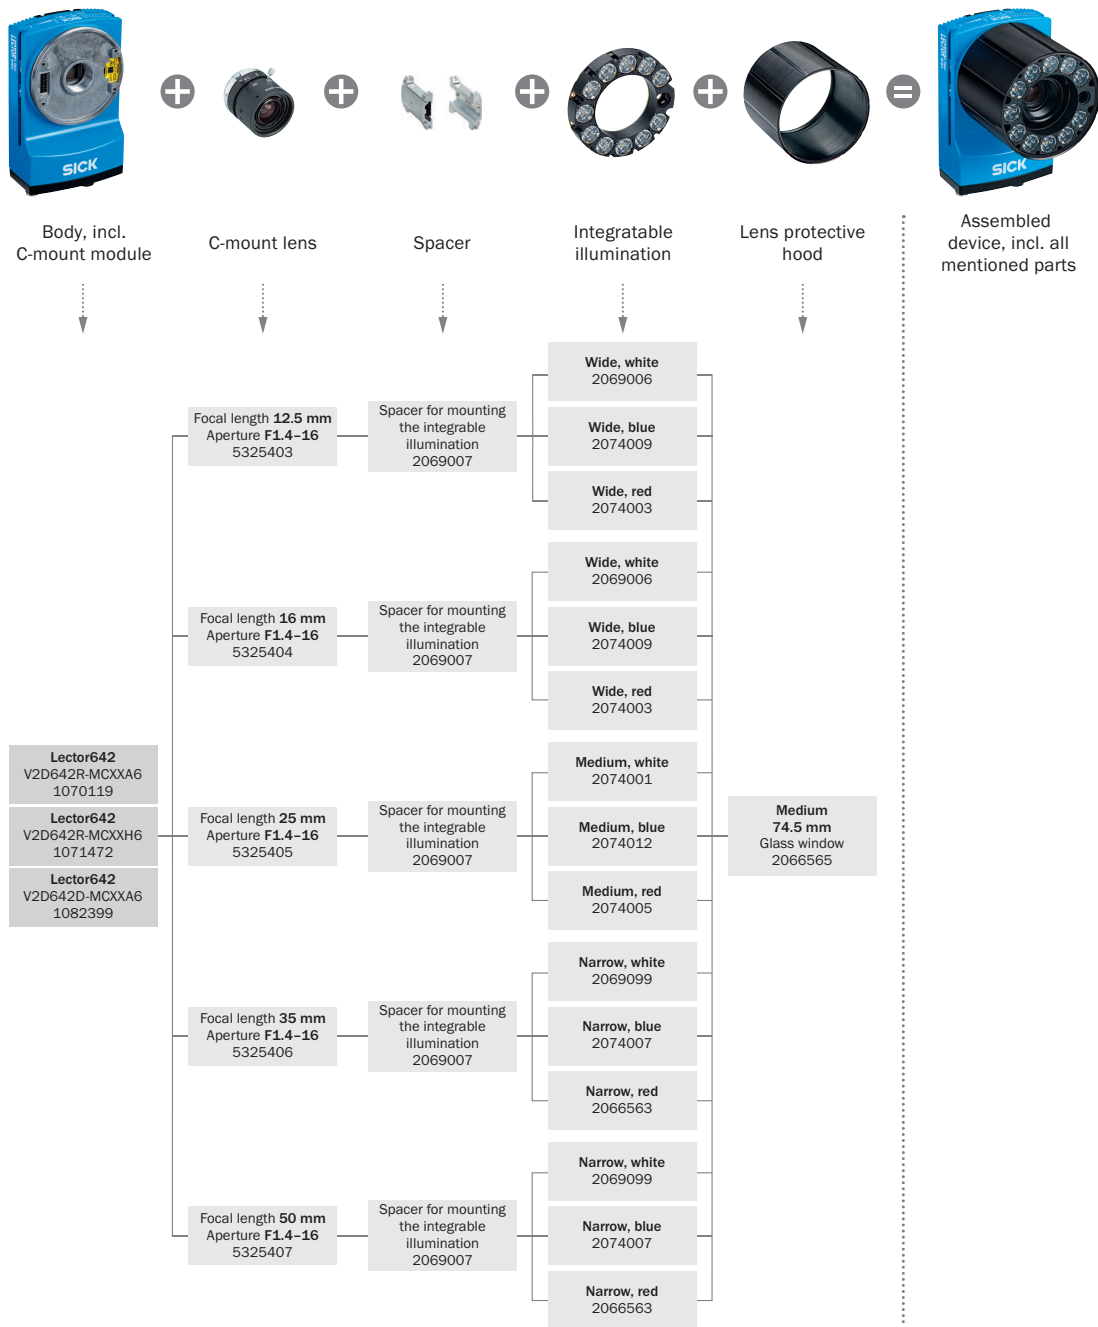 SICK
SICK
Body, incl.
C-mount module
C-mount lens
Spacer
Integratable
illumination
Lens protective
hood
Assembled
device, incl. all
mentioned parts
Lector642
V2D642R-MCXXA6
1070119
Lector642
V2D642R-MCXXH6
1071472
Lector642
V2D642D-MCXXA6
1082399
Focal length 12.5 mm
Aperture F1.4–16
5325403
Spacer for mounting
the integrable
illumination
2069007
Wide, white
2069006
Wide, blue
2074009
Wide, red
2074003
Focal length 16 mm
Aperture F1.4–16
5325404
Spacer for mounting
the integrable
illumination
2069007
Wide, white
2069006
Wide, blue
2074009
Wide, red
2074003
Focal length 25 mm
Aperture F1.4–16
5325405
Spacer for mounting
the integrable
illumination
2069007
Medium, white
2074001
Medium, blue
2074012
Medium, red
2074005
Focal length 35 mm
Aperture F1.4–16
5325406
Spacer for mounting
the integrable
illumination
2069007
Narrow, white
2069099
Narrow, blue
2074007
Narrow, red
2066563
Focal length 50 mm
Aperture F1.4–16
5325407
Spacer for mounting
the integrable
illumination
2069007
Narrow, white
2069099
Narrow, blue
2074007
Narrow, red
2066563
Medium
74.5 mm
Glass window
2066565